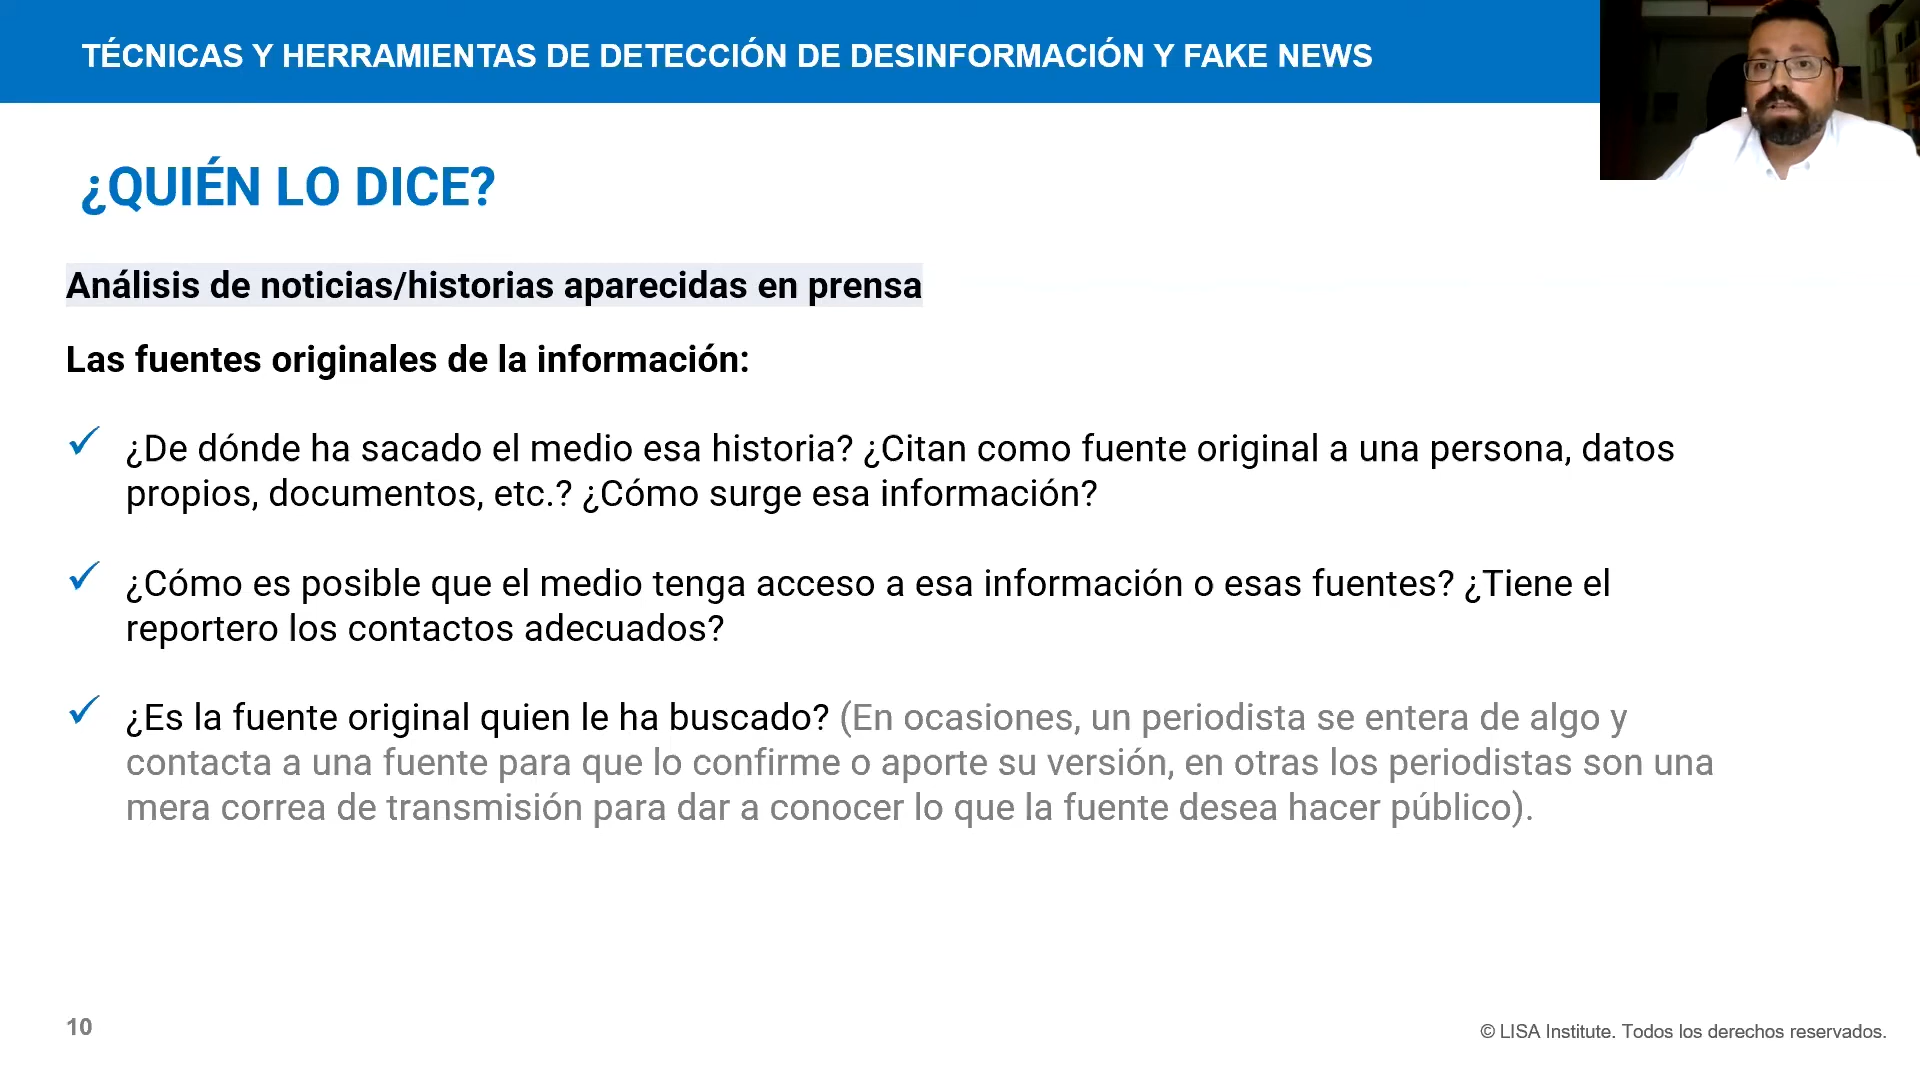 TÉCNICAS Y HERRAMIENTAS DE DETECCIÓN DE DESINFORMACIÓN Y FAKE NEWS
¿QUIÉN LO DICE?
Análisis de noticias/historias aparecidas en prensa
Las fuentes originales de la información:
¿De dónde ha sacado el medio esa historia? ¿Citan como fuente original a una persona, datos
propios, documentos, etc.? ¿Cómo surge esa información?
¿Cómo es posible que el medio tenga acceso a esa información o esas fuentes? ¿Tiene el
reportero los contactos adecuados?
¿Es la fuente original quien le ha buscado? (En ocasiones, un periodista se entera de algo y
contacta a una fuente para que lo confirme o aporte su versión, en otras los periodistas son una
mera correa de transmisión para dar a conocer lo que la fuente desea hacer público).
10
© LISA Institute. Todos los derechos reservados.